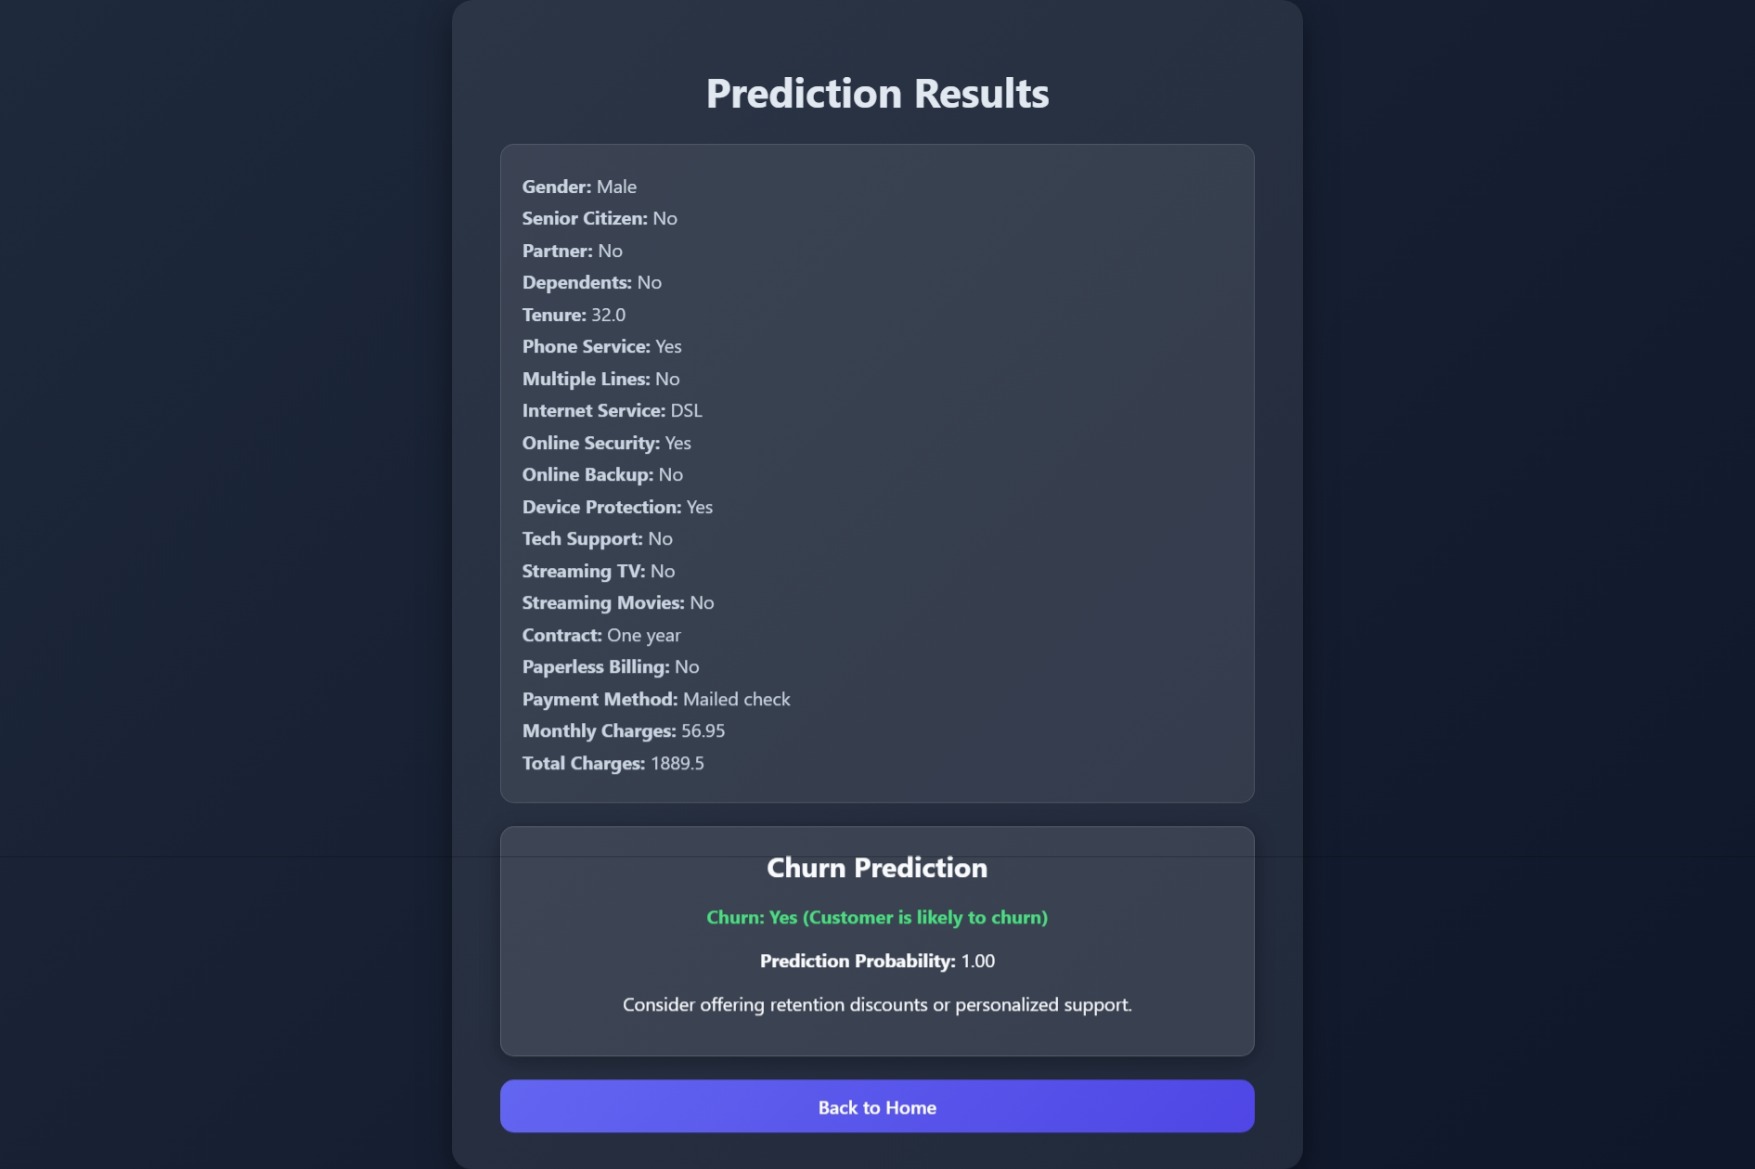 Prediction Results
Gender: Male
Senior Citizen: No
Partner: No
Dependents: No
Tenure: 32.0
Phone Service: Yes
Multiple Lines: No
Internet Service: DSL
Online Security: Yes
Online Backup: No
Device Protection: Yes
Tech Support: No
Streaming TV: No
Streaming Movies: No
Contract: One year
Paperless Billing: No
Payment Method: Mailed check
Monthly Charges: 56.95
Total Charges: 1889.5
Churn Prediction
Churn: Yes (Customer is likely to churn)
Prediction Probability: 1.00
Consider offering retention discounts or personalized support.
Back to Home